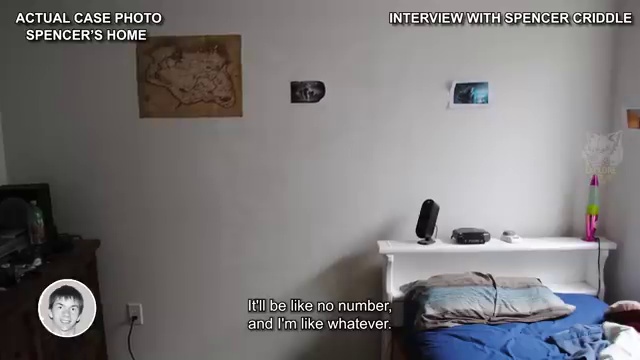 ACTUAL CASE PHOTO
SPENCER'S HOME
INTERVIEW WITH SPENCER CRIDDLE
It'll be like no number,
and I'm like whatever.